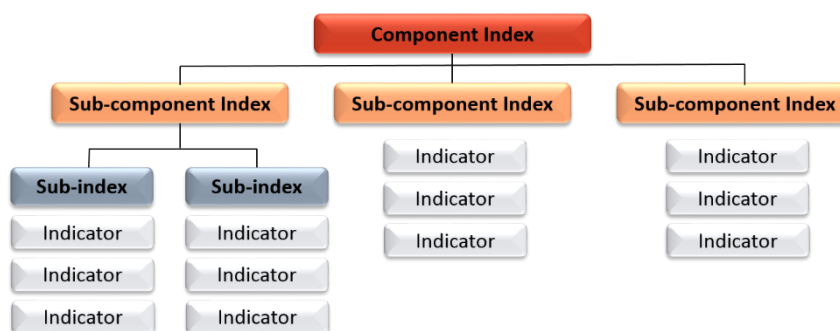 Component Index
Sub-component Index
Sub-component Index
Sub-component Index
Indicator
Indicator
Sub-index
Sub-index
Indicator
Indicator
Indicator
Indicator
Indicator
Indicator
Indicator
Indicator
Indicator
Indicator